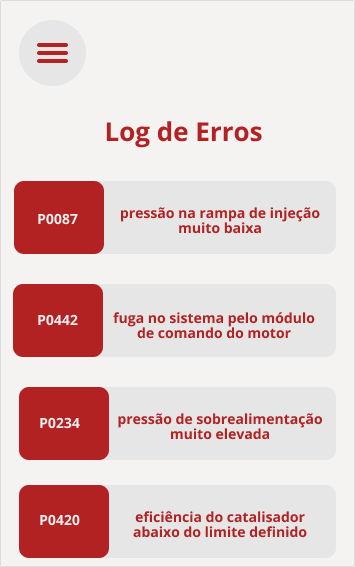 Log de Erros
P0087
pressão na rampa de injeção
muito baixa
P0442
fuga no sistema pelo módulo
de comando do motor
P0234
pressão de sobrealimentação
muito elevada
P0420
eficiência do catalisador
abaixo do limite definido